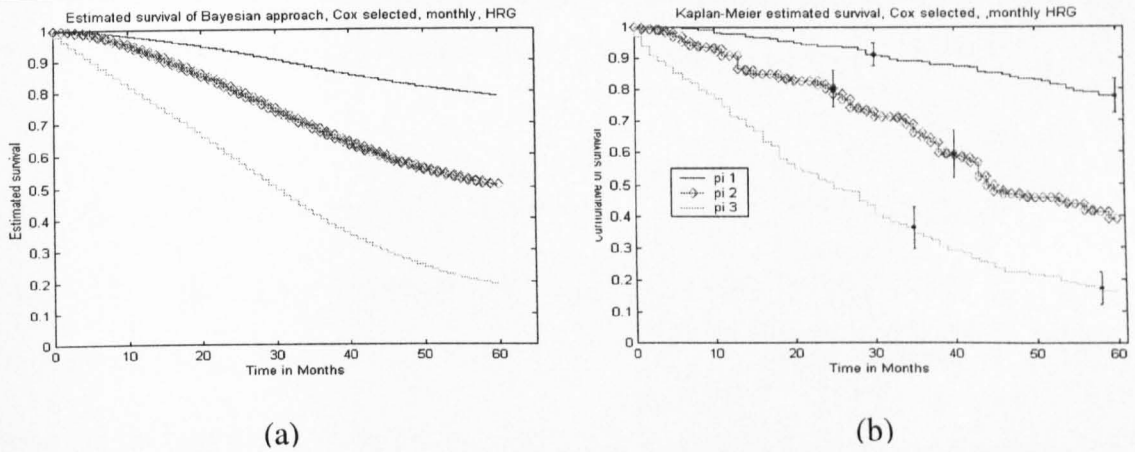 Estimated survival of Bayesian approach, Cox selected, monthly, HRG
1
0.9
0.8
0.7
0.6
0.5
0.4
0.3
0.2
0.1
0
Estimated survival
0 10 20 30 40 50 60
Time in Months
(a)
Kaplan-Meier estimated survival, Cox selected, ,monthly HRG
1
0.9
0.8
0.7
0.6
0.5
0.4
0.3
0.2
0.1
0
survival
pi 1
pi 2
pi 3
0 10 20 30 40 50 60
Time in Months
(b)